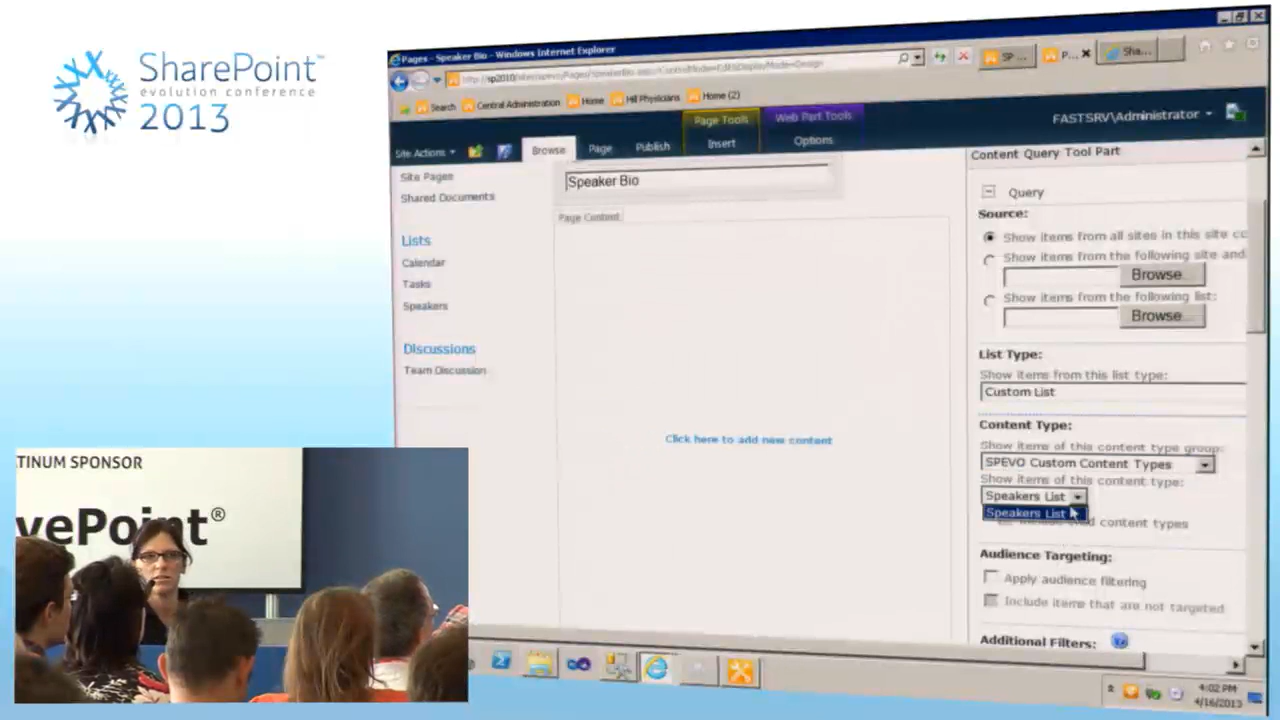 SharePoint™
evolution conference
2013
TINUM SPONSOR
vePoint®
Pages - Speaker Bio - Windows Internet Explorer
SP ...
P...
Sha...
Search
Central Administration
Home
Hill Physicians
Home (2)
Page Tools
Web Part Tools
FASTSRV\Administrator
Site Actions
Browse
Page
Publish
Insert
Options
Site Pages
Shared Documents
Lists
Calendar
Tasks
Speakers
Discussions
Team Discussion
Speaker Bio
Page Content
Click here to add new content
Content Query Tool Part
Query
Source:
Show items from all sites in this site co
Show items from the following site and
Browse...
Show items from the following list:
Browse...
List Type:
Show items from this list type:
Custom List
Content Type:
Show items of this content type group:
SPEVO Custom Content Types
Show items of this content type:
Speakers List
Speakers List
content types
Audience Targeting:
Apply audience filtering
Include items that are not targeted
Additional Filters:
4:02 PM
4/16/2013